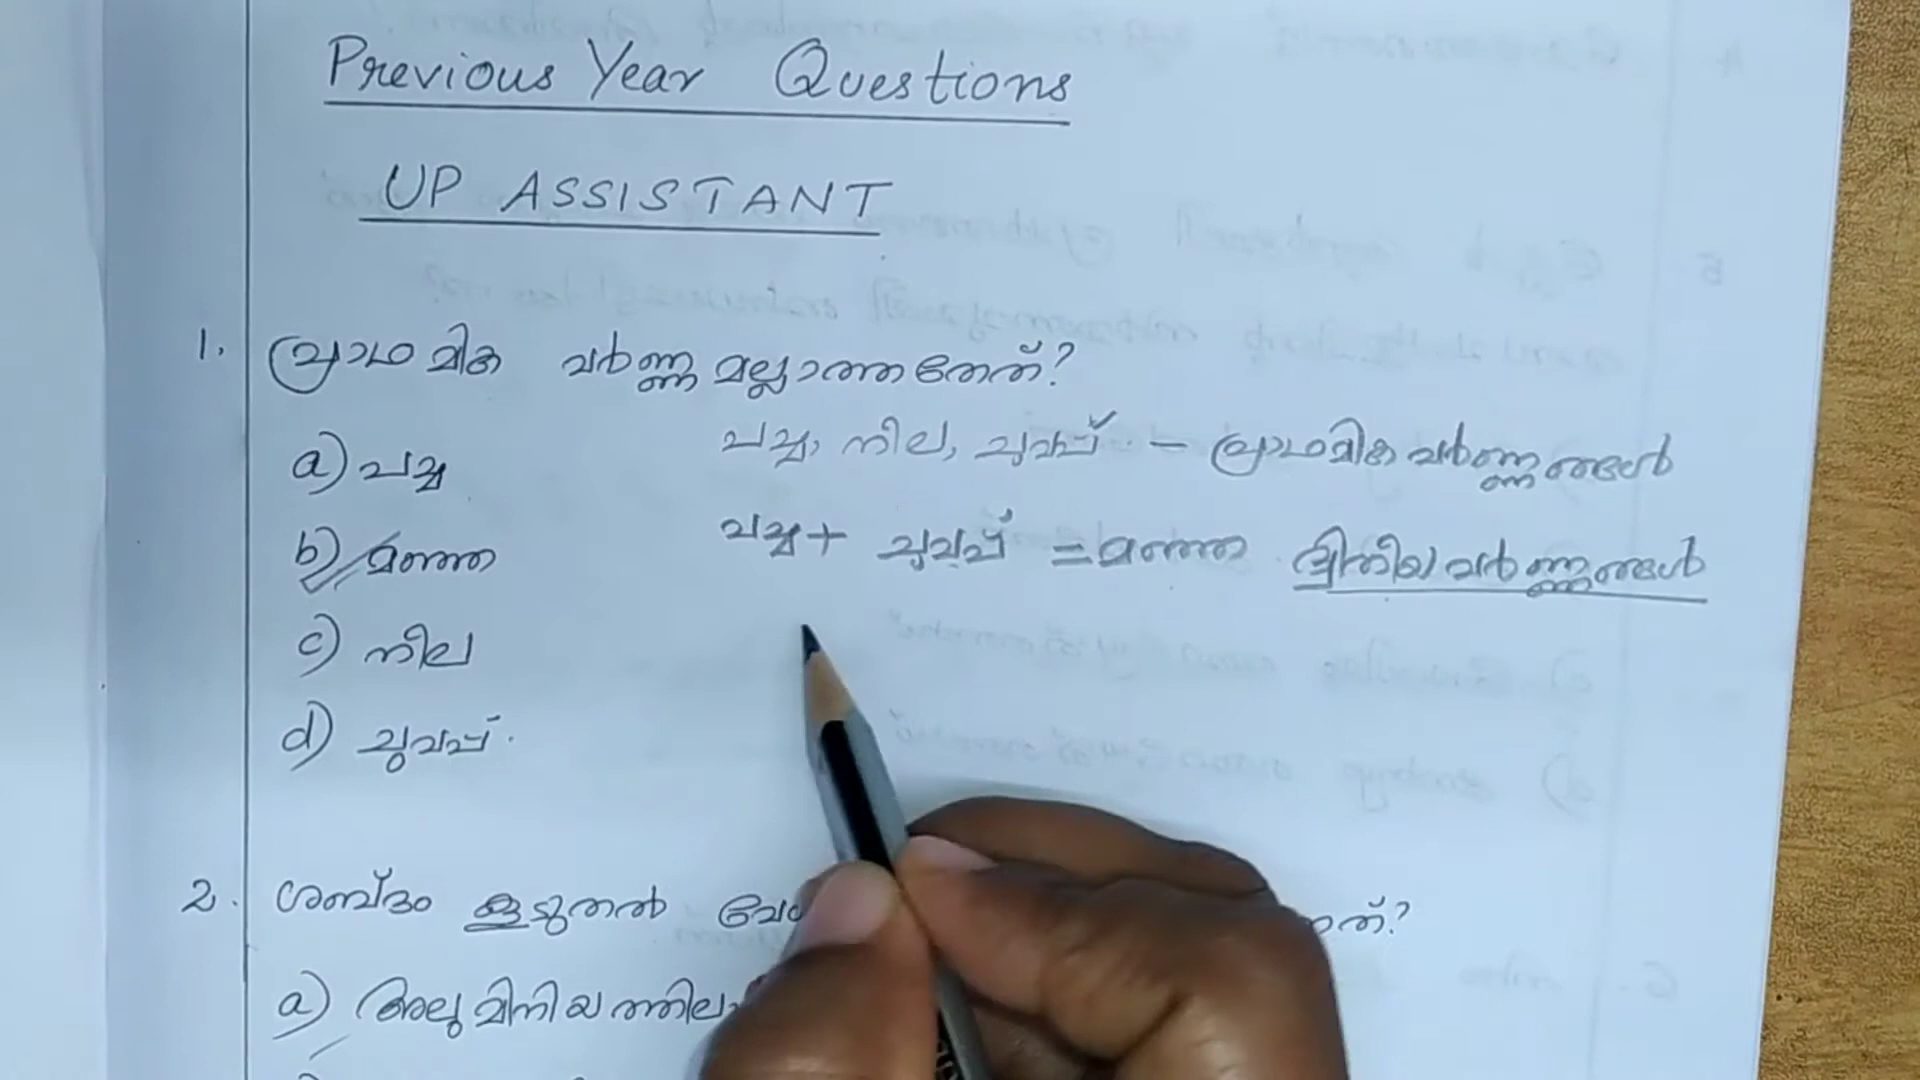 Previous Year Questions
UP ASSISTANT
1. പ്രാഥമിക വർണ്ണമല്ലാത്തതേത്?
a) പച്ച
പച്ച, നീല, ചുവപ്പ് - പ്രാഥമിക വർണ്ണങ്ങൾ
b) മഞ്ഞ
പച്ച + ചുവപ്പ് = മഞ്ഞ ദ്വിതീയ വർണ്ണങ്ങൾ
c) നീല
d) ചുവപ്പ്.
2. ശബ്ദം കൂടുതൽ
a) അലുമിനിയത്തില